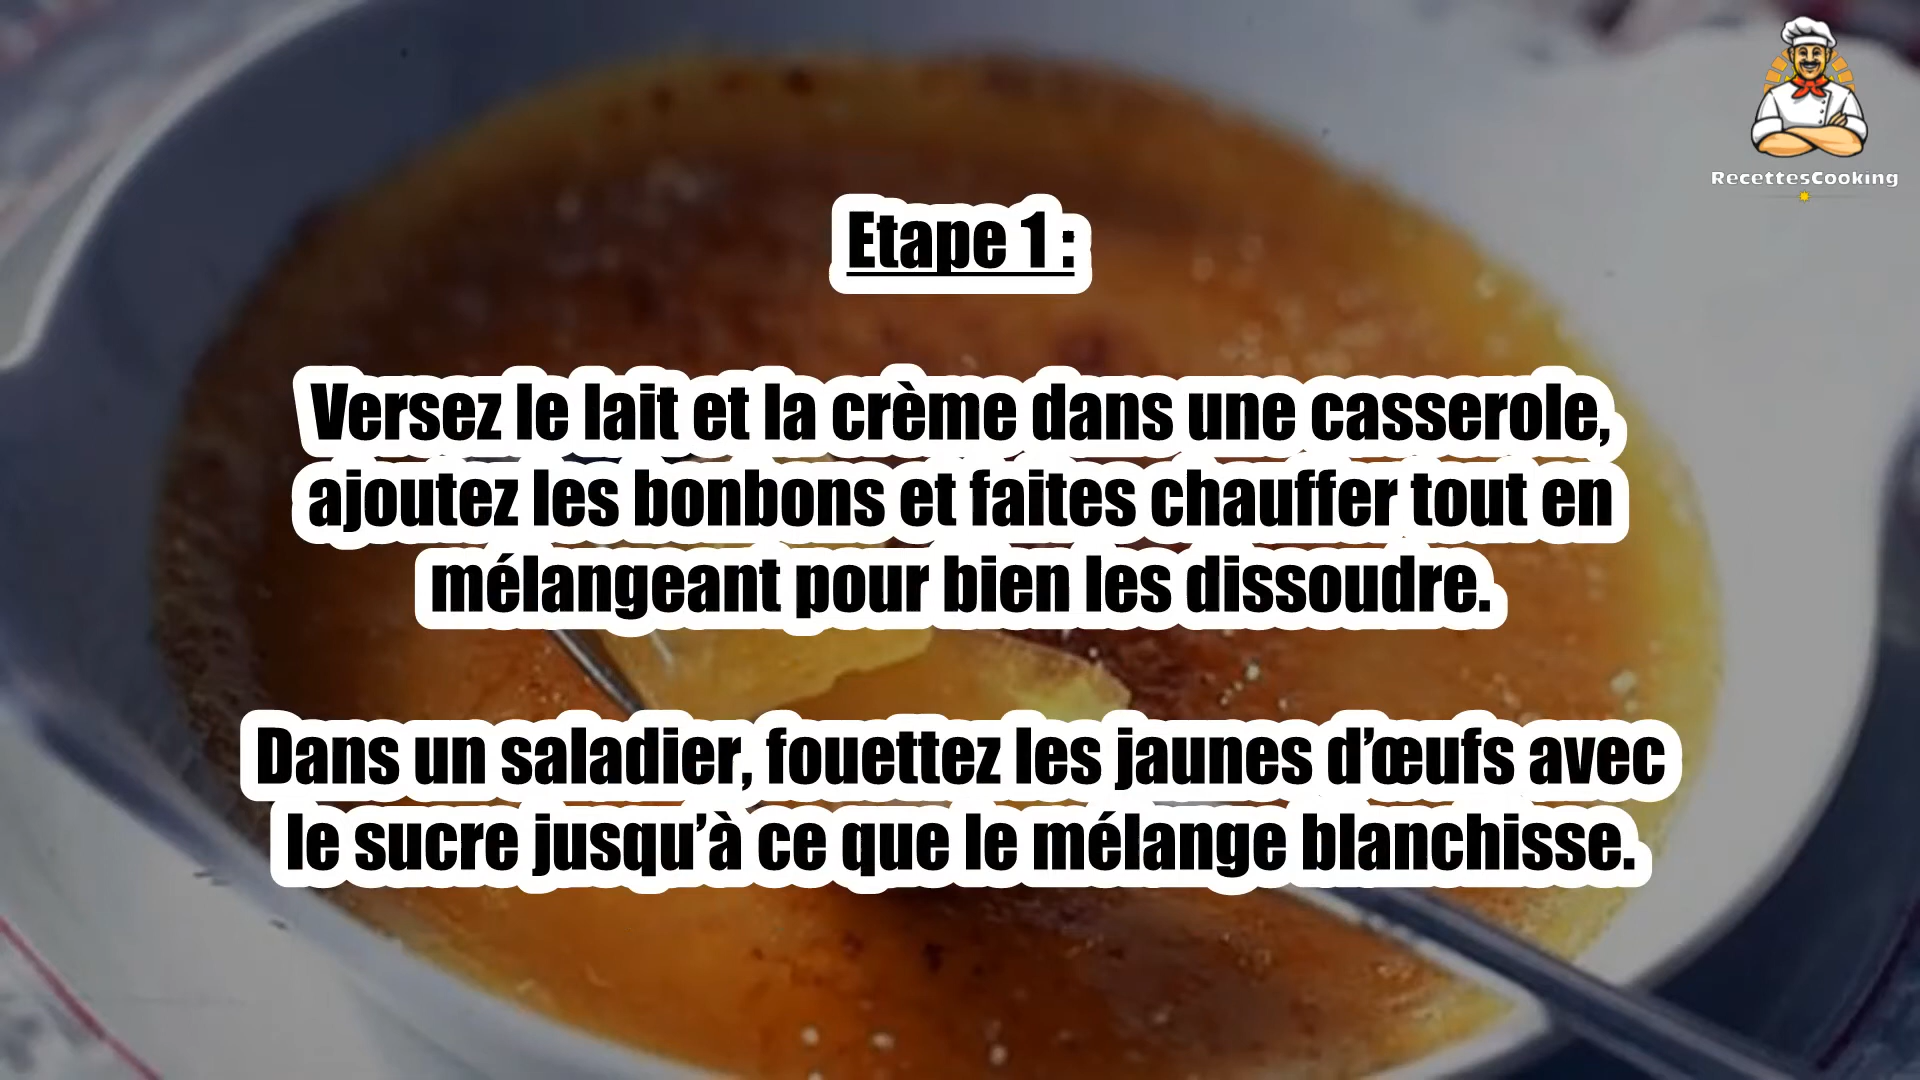 RecettesCooking
Etape 1 :
Versez le lait et la crème dans une casserole,
ajoutez les bonbons et faites chauffer tout en
mélangeant pour bien les dissoudre.
Dans un saladier, fouettez les jaunes d’œufs avec
le sucre jusqu’à ce que le mélange blanchisse.